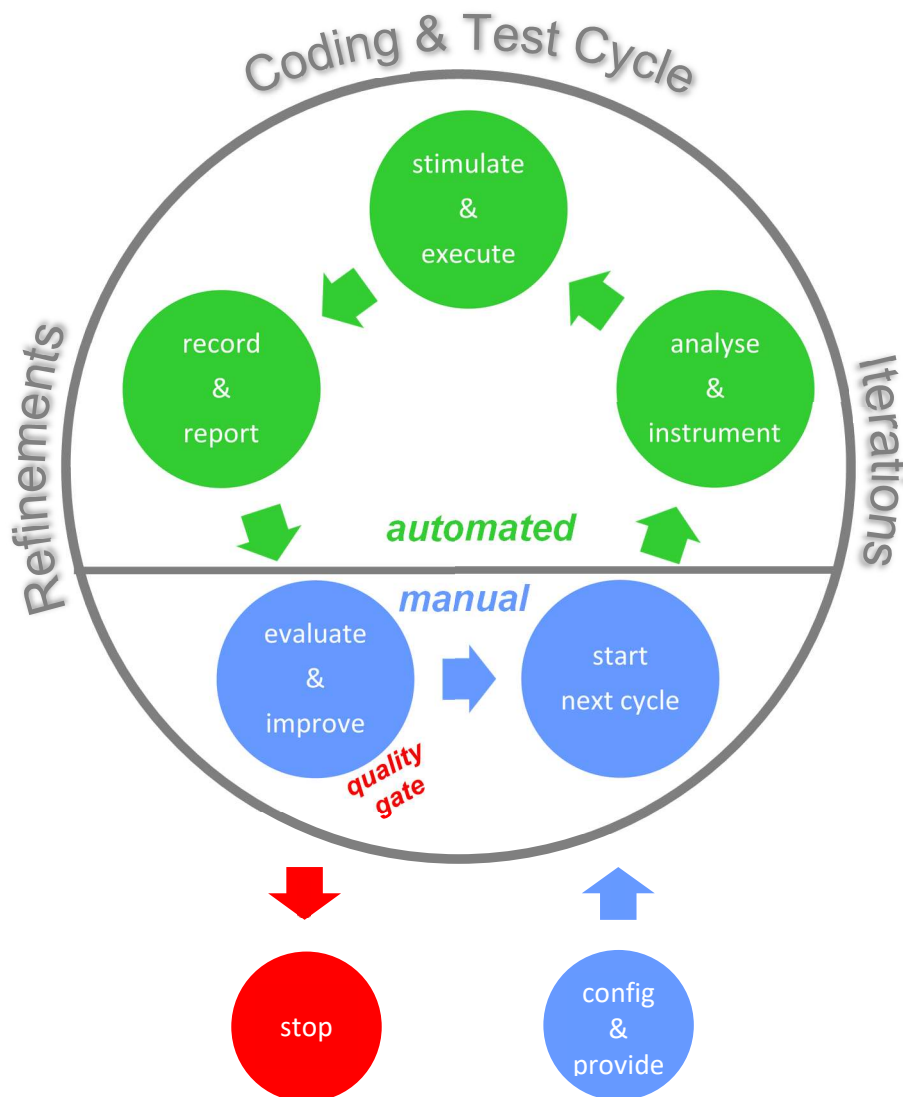 Coding & Test Cycle
stimulate
&
execute
record
&
report
analyse
&
instrument
Refinements
Iterations
automated
manual
evaluate
&
improve
start
next cycle
quality
gate
stop
config
&
provide